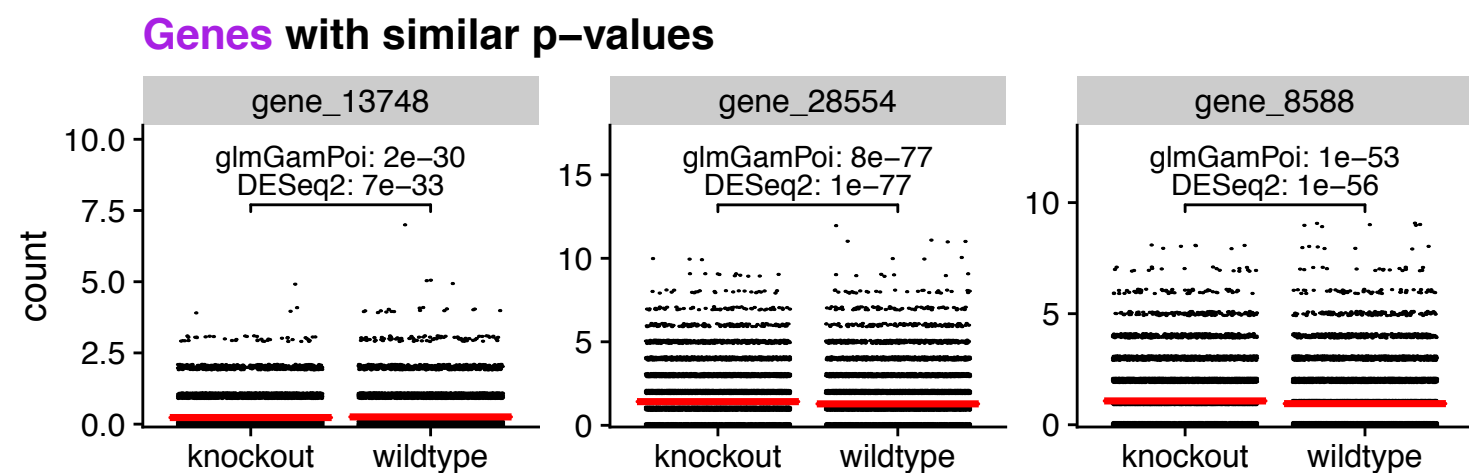 Genes with similar p−values
gene_13748
gene_28554
gene_8588
count
10.0
7.5
5.0
2.5
0.0
glmGamPoi: 2e−30
DESeq2: 7e−33
knockout
wildtype
15
10
5
0
glmGamPoi: 8e−77
DESeq2: 1e−77
knockout
wildtype
10
5
0
glmGamPoi: 1e−53
DESeq2: 1e−56
knockout
wildtype